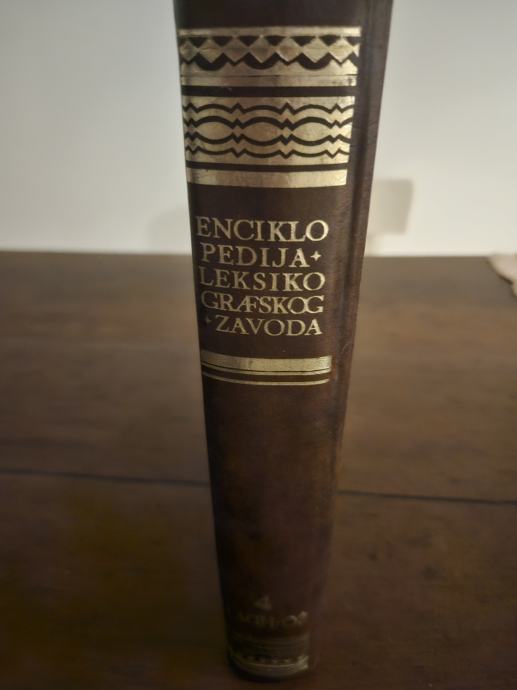 ENCIKLO
PEDIJA
LEKSIKO
GRAFSKOG
ZAVODA
4